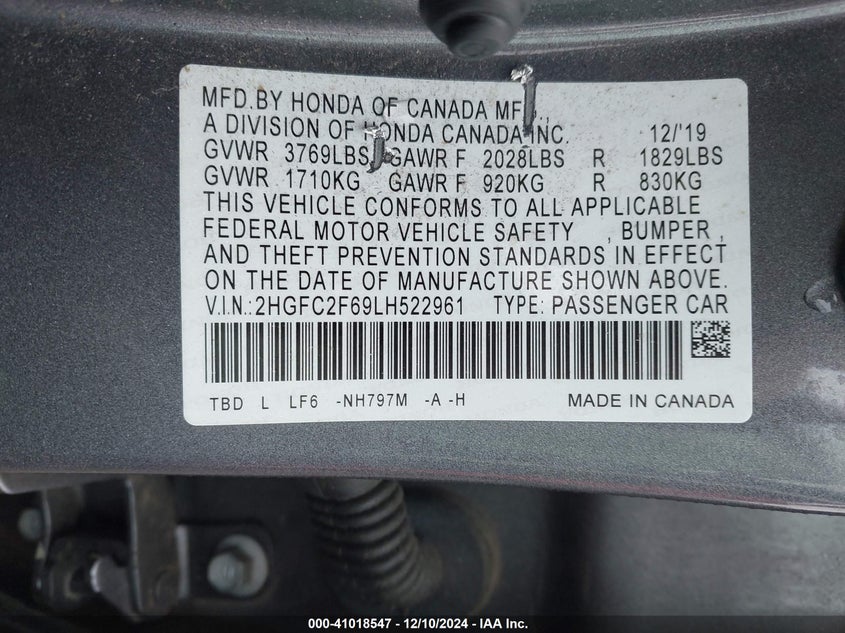 MFD.BY HONDA OF CANADA MFG.,
A DIVISION OF HONDA CANADA INC. 12/'19
GVWR 3769LBS GAWR F 2028LBS R 1829LBS
GVWR 1710KG GAWR F 920KG R 830KG
THIS VEHICLE CONFORMS TO ALL APPLICABLE
FEDERAL MOTOR VEHICLE SAFETY , BUMPER ,
AND THEFT PREVENTION STANDARDS IN EFFECT
ON THE DATE OF MANUFACTURE SHOWN ABOVE.
V.I.N.:2HGFC2F69LH522961 TYPE: PASSENGER CAR
TBD L LF6 -NH797M -A -H MADE IN CANADA
000-41018547 - 12/10/2024 - IAA Inc.